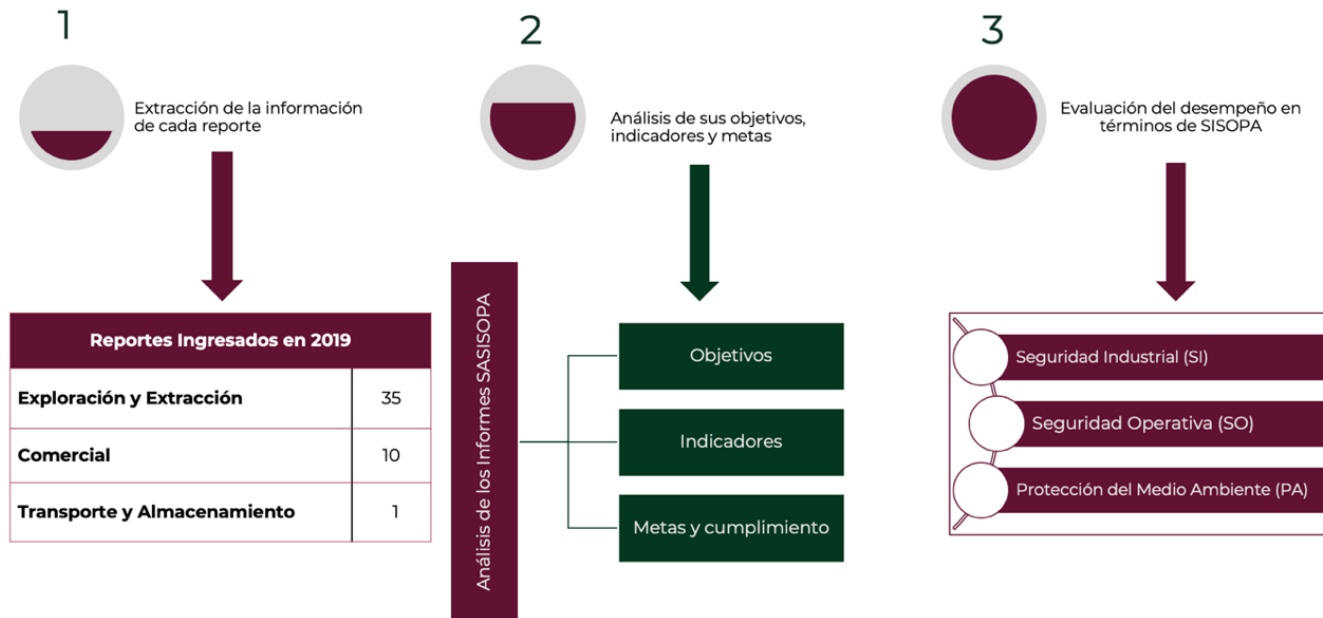 1
Extracción de la información
de cada reporte
Reportes Ingresados en 2019
Exploración y Extracción 35
Comercial 10
Transporte y Almacenamiento 1
2
Análisis de sus objetivos,
indicadores y metas
Análisis de los Informes SASISOPA
Objetivos
Indicadores
Metas y cumplimiento
3
Evaluación del desempeño en
términos de SISOPA
Seguridad Industrial (SI)
Seguridad Operativa (SO)
Protección del Medio Ambiente (PA)